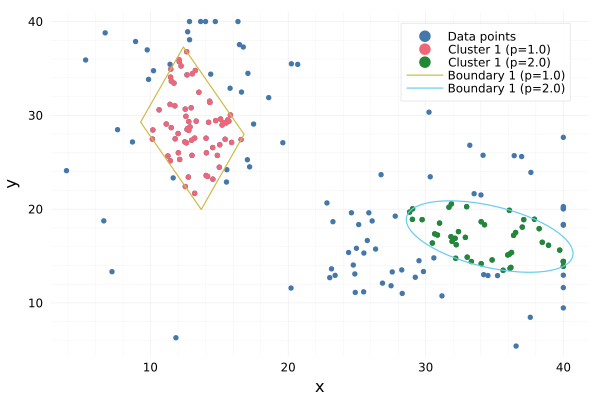 40
30
20
10
10
20
30
40
x
y
Data points
Cluster 1 (p=1.0)
Cluster 1 (p=2.0)
Boundary 1 (p=1.0)
Boundary 1 (p=2.0)